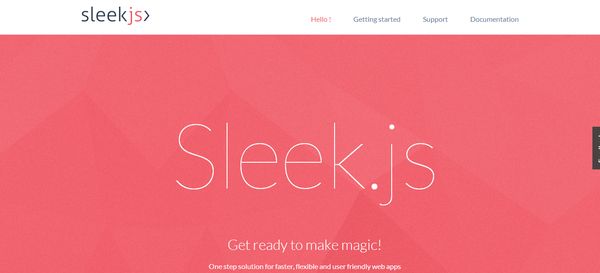 sleekjs>
Hello !
Getting started
Support
Documentation
Sleek.js
Get ready to make magic!
One step solution for faster, flexible and user friendly web apps